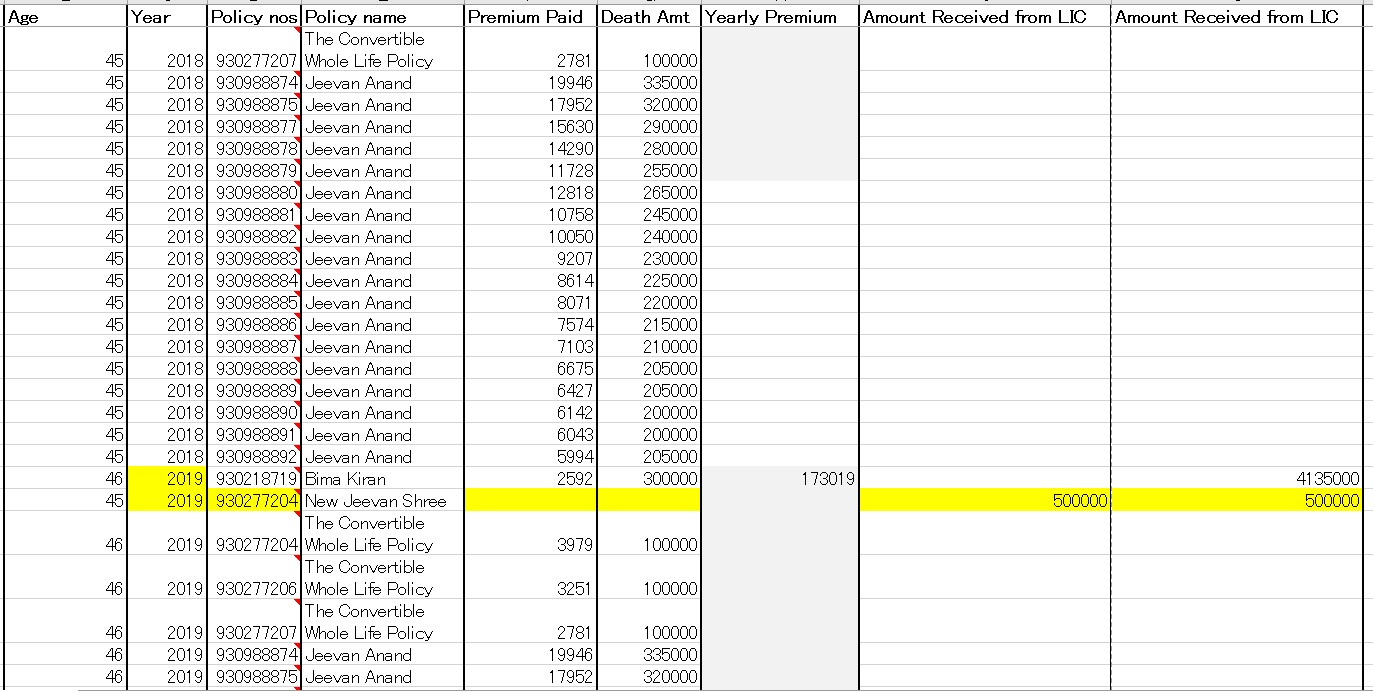 Age Year Policy nos Policy name Premium Paid Death Amt Yearly Premium Amount Received from LIC Amount Received from LIC
The Convertible
45 2018 930277207 Whole Life Policy 2781 100000
45 2018 930988874 Jeevan Anand 19946 335000
45 2018 930988875 Jeevan Anand 17952 320000
45 2018 930988877 Jeevan Anand 15630 290000
45 2018 930988878 Jeevan Anand 14290 280000
45 2018 930988879 Jeevan Anand 11728 255000
45 2018 930988880 Jeevan Anand 12818 265000
45 2018 930988881 Jeevan Anand 10758 245000
45 2018 930988882 Jeevan Anand 10050 240000
45 2018 930988883 Jeevan Anand 9207 230000
45 2018 930988884 Jeevan Anand 8614 225000
45 2018 930988885 Jeevan Anand 8071 220000
45 2018 930988886 Jeevan Anand 7574 215000
45 2018 930988887 Jeevan Anand 7103 210000
45 2018 930988888 Jeevan Anand 6675 205000
45 2018 930988889 Jeevan Anand 6427 205000
45 2018 930988890 Jeevan Anand 6142 200000
45 2018 930988891 Jeevan Anand 6043 200000
45 2018 930988892 Jeevan Anand 5994 205000
46 2019 930218719 Bima Kiran 2592 300000 173019 4135000
45 2019 930277204 New Jeevan Shree 500000 500000
The Convertible
46 2019 930277204 Whole Life Policy 3979 100000
The Convertible
46 2019 930277206 Whole Life Policy 3251 100000
The Convertible
46 2019 930277207 Whole Life Policy 2781 100000
46 2019 930988874 Jeevan Anand 19946 335000
46 2019 930988875 Jeevan Anand 17952 320000